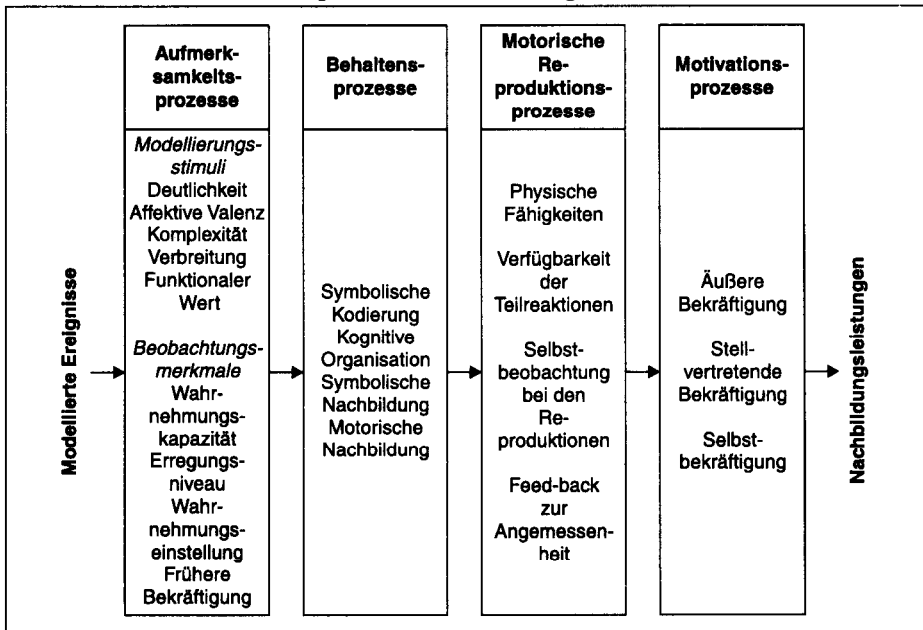 Aufmerk-
samkeits-
prozesse
Modellierungs-
stimuli
Deutlichkeit
Affektive Valenz
Komplexität
Verbreitung
Funktionaler
Wert
Beobachtungs-
merkmale
Wahr-
nehmungs-
kapazität
Erregungs-
niveau
Wahr-
nehmungs-
einstellung
Frühere
Bekräftigung
Behaltens-
prozesse
Symbolische
Kodierung
Kognitive
Organisation
Symbolische
Nachbildung
Motorische
Nachbildung
Motorische
Re-
produktions-
prozesse
Physische
Fähigkeiten
Verfügbarkeit
der
Teilreaktionen
Selbst-
beobachtung
bei den
Re-
produktionen
Feed-back
zur
Angemessen-
heit
Motivations-
prozesse
Äußere
Bekräftigung
Stell-
vertretende
Bekräftigung
Selbst-
bekräftigung
Modellierte Ereignisse
Nachbildungsleistungen